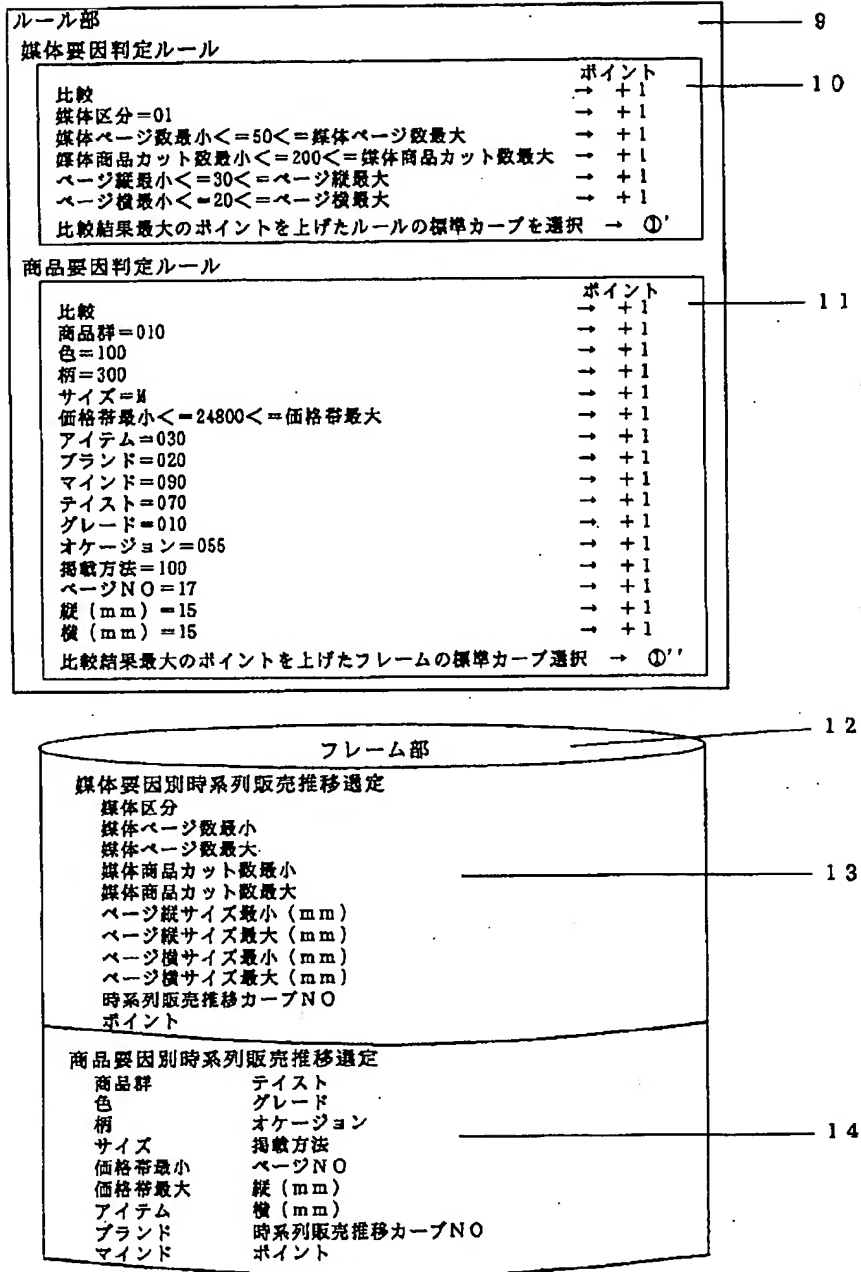 ルール部
9
媒体要因判定ルール
ポイント
10
比較 → +1
媒体区分=01 → +1
媒体ページ数最小<=50<=媒体ページ数最大 → +1
媒体商品カット数最小<=200<=媒体商品カット数最大 → +1
ページ縦最小<=30<=ページ縦最大 → +1
ページ横最小<=20<=ページ横最大 → +1
比較結果最大のポイントを上げたルールの標準カーブを選択 → ①'
商品要因判定ルール
ポイント
11
比較 → +1
商品群=010 → +1
色=100 → +1
柄=300 → +1
サイズ=M → +1
価格帯最小<=24800<=価格帯最大 → +1
アイテム=030 → +1
ブランド=020 → +1
マインド=090 → +1
テイスト=070 → +1
グレード=010 → +1
オケージョン=055 → +1
掲載方法=100 → +1
ページNO=17 → +1
縦(mm)=15 → +1
横(mm)=15 → +1
比較結果最大のポイントを上げたフレームの標準カーブ選択 → ①''
12
フレーム部
媒体要因別時系列販売推移選定
媒体区分
媒体ページ数最小
媒体ページ数最大
媒体商品カット数最小
13
媒体商品カット数最大
ページ縦サイズ最小(mm)
ページ縦サイズ最大(mm)
ページ横サイズ最小(mm)
ページ横サイズ最大(mm)
時系列販売推移カーブNO
ポイント
商品要因別時系列販売推移選定
商品群 テイスト
色 グレード
柄 オケージョン
14
サイズ 掲載方法
価格帯最小 ページNO
価格帯最大 縦(mm)
アイテム 横(mm)
ブランド 時系列販売推移カーブNO
マインド ポイント